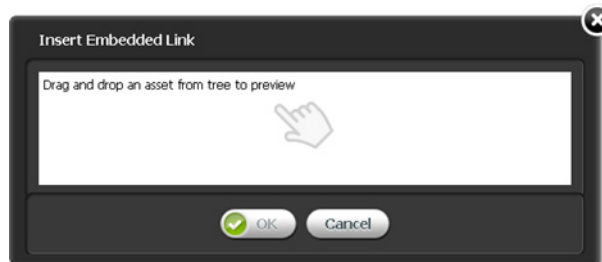 Insert Embedded Link
Drag and drop an asset from tree to preview
OK
Cancel